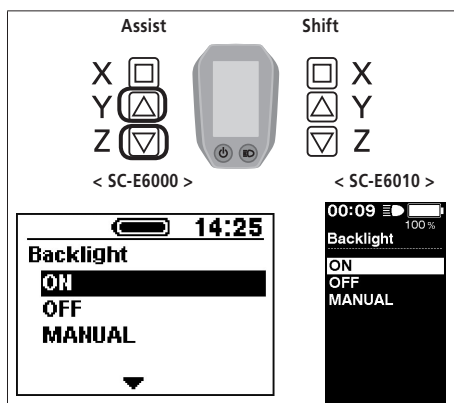 Assist Shift
X X
Y Y
Z Z
< SC-E6000 > < SC-E6010 >
14:25
Backlight
ON
OFF
MANUAL
00:09
100 %
Backlight
ON
OFF
MANUAL